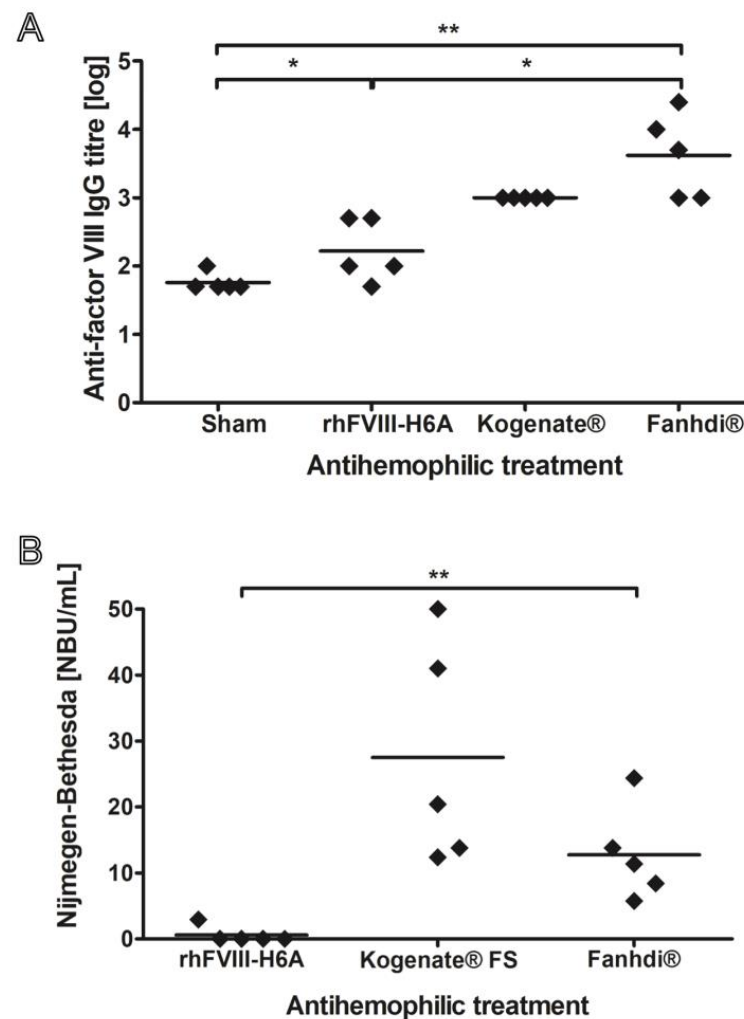 A
**
*
*
Anti-factor VIII IgG titre [log]
5
4
3
2
1
0
Sham
rhFVIII-H6A
Kogenate®
Fanhdi®
Antihemophilic treatment
B
**
Nijmegen-Bethesda [NBU/mL]
50
40
30
20
10
0
rhFVIII-H6A
Kogenate® FS
Fanhdi®
Antihemophilic treatment